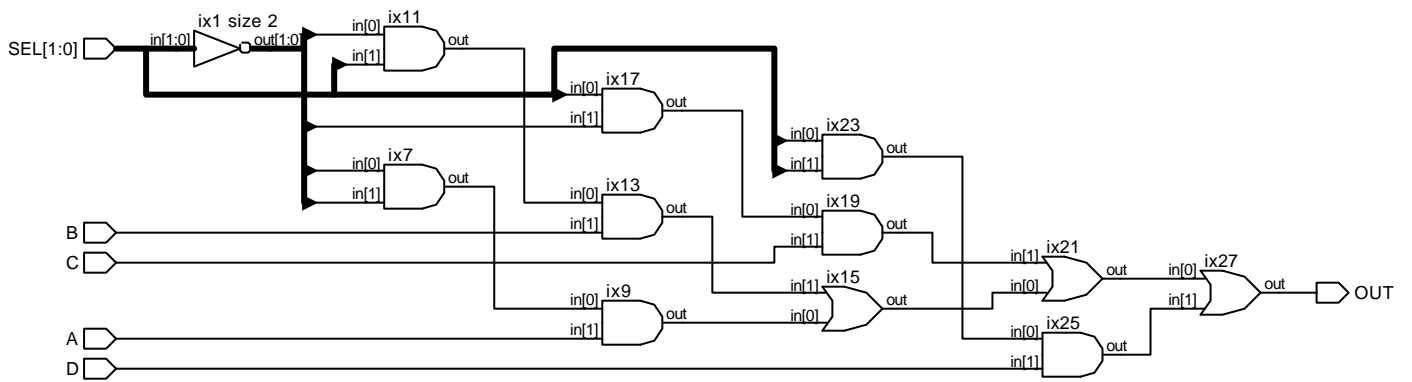 ix1 size 2
ix11
SEL[1:0]
in[1:0]
out[1:0]
in[0]
in[1]
out
ix17
in[0]
in[1]
out
ix23
in[0]
in[1]
out
ix7
in[0]
in[1]
out
ix13
in[0]
in[1]
out
ix19
in[0]
in[1]
out
B
C
ix21
in[1]
in[0]
out
ix27
in[0]
in[1]
out
OUT
ix15
in[1]
in[0]
out
ix9
in[0]
in[1]
out
A
ix25
in[0]
in[1]
out
D